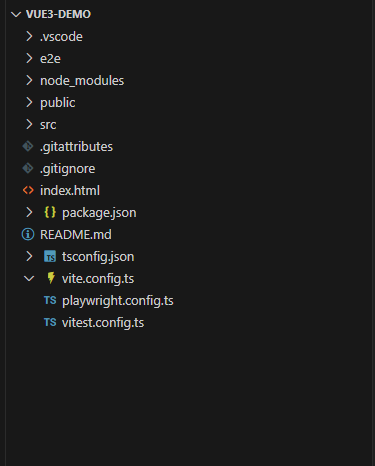 VUE3-DEMO
.vscode
e2e
node_modules
public
src
.gitattributes
.gitignore
index.html
{} package.json
README.md
TS tsconfig.json
vite.config.ts
TS playwright.config.ts
TS vitest.config.ts